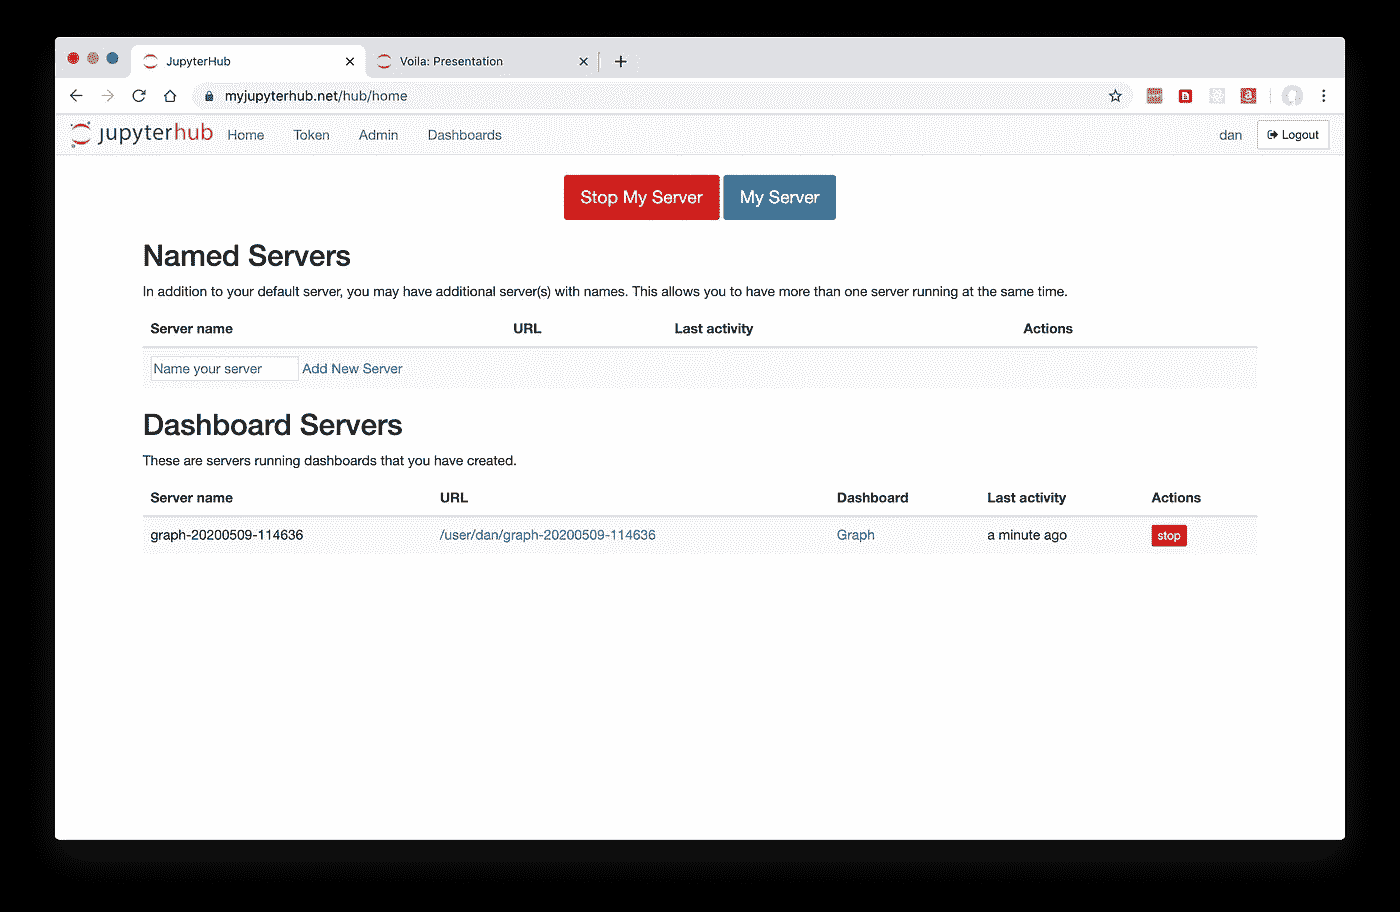 JupyterHub
Voila: Presentation
myjupyterhub.net/hub/home
jupyterhub Home Token Admin Dashboards dan Logout
Stop My Server My Server
Named Servers
In addition to your default server, you may have additional server(s) with names. This allows you to have more than one server running at the same time.
Server name URL Last activity Actions
Name your server Add New Server
Dashboard Servers
These are servers running dashboards that you have created.
Server name URL Dashboard Last activity Actions
graph-20200509-114636 /user/dan/graph-20200509-114636 Graph a minute ago stop